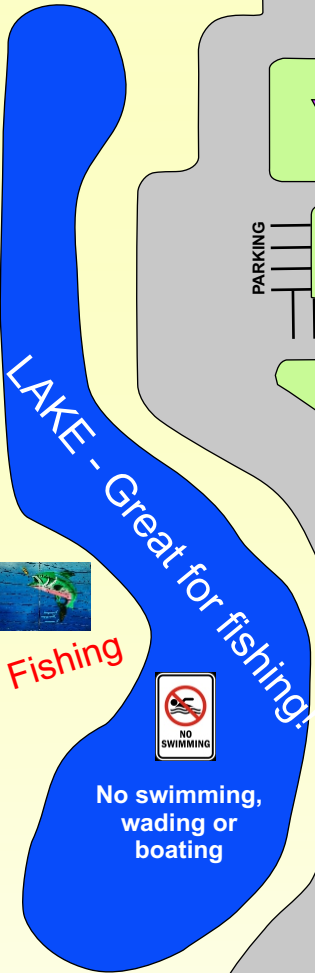 PARKING
LAKE - Great for fishing!
Fishing
NO
SWIMMING
No swimming,
wading or
boating